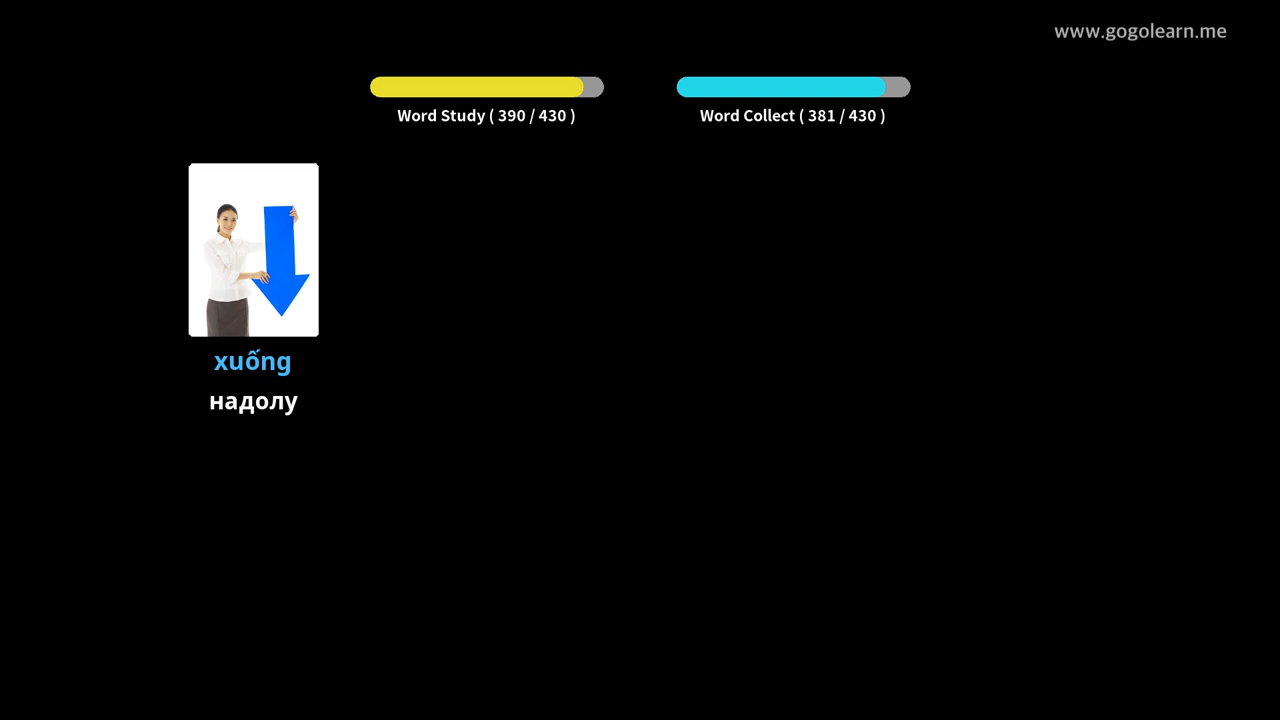 www.gogolearn.me
Word Study ( 390 / 430 )
Word Collect ( 381 / 430 )
xuống
надолу